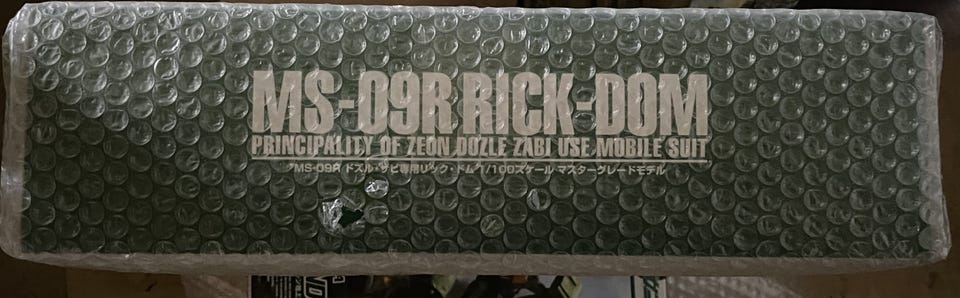 MS-09R RICK-DOM
PRINCIPALITY OF ZEON DOZLE ZABI USE MOBILE SUIT
MS-09R ドズル・ザビ専用リック・ドム 1/100スケール マスターグレードモデル